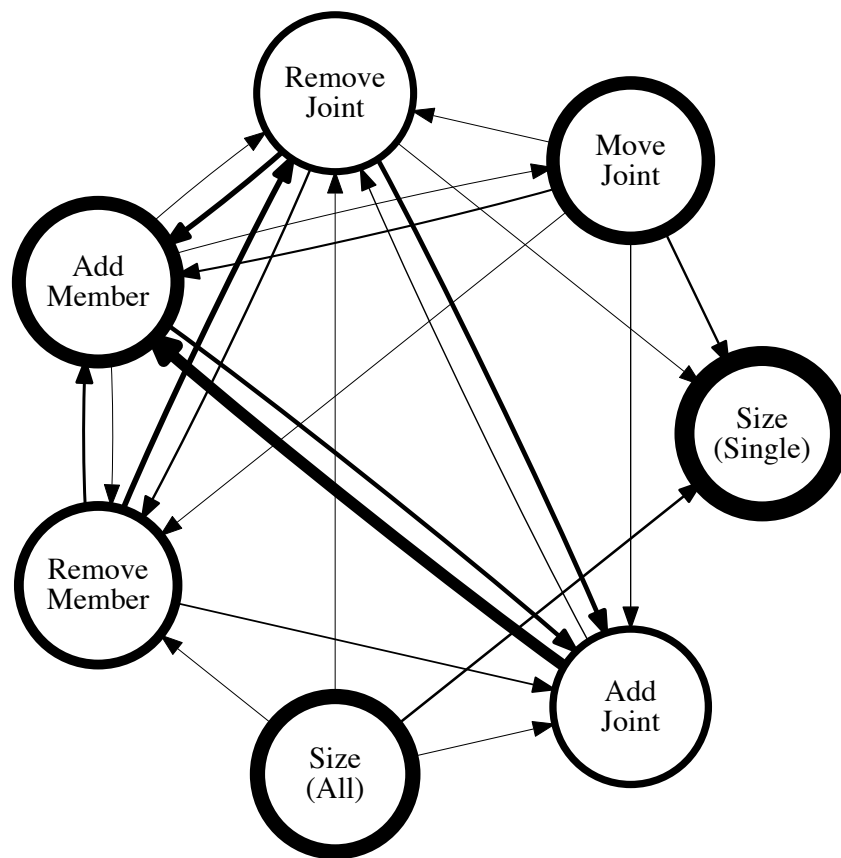 Remove
Joint
Move
Joint
Add
Member
Size
(Single)
Remove
Member
Add
Joint
Size
(All)